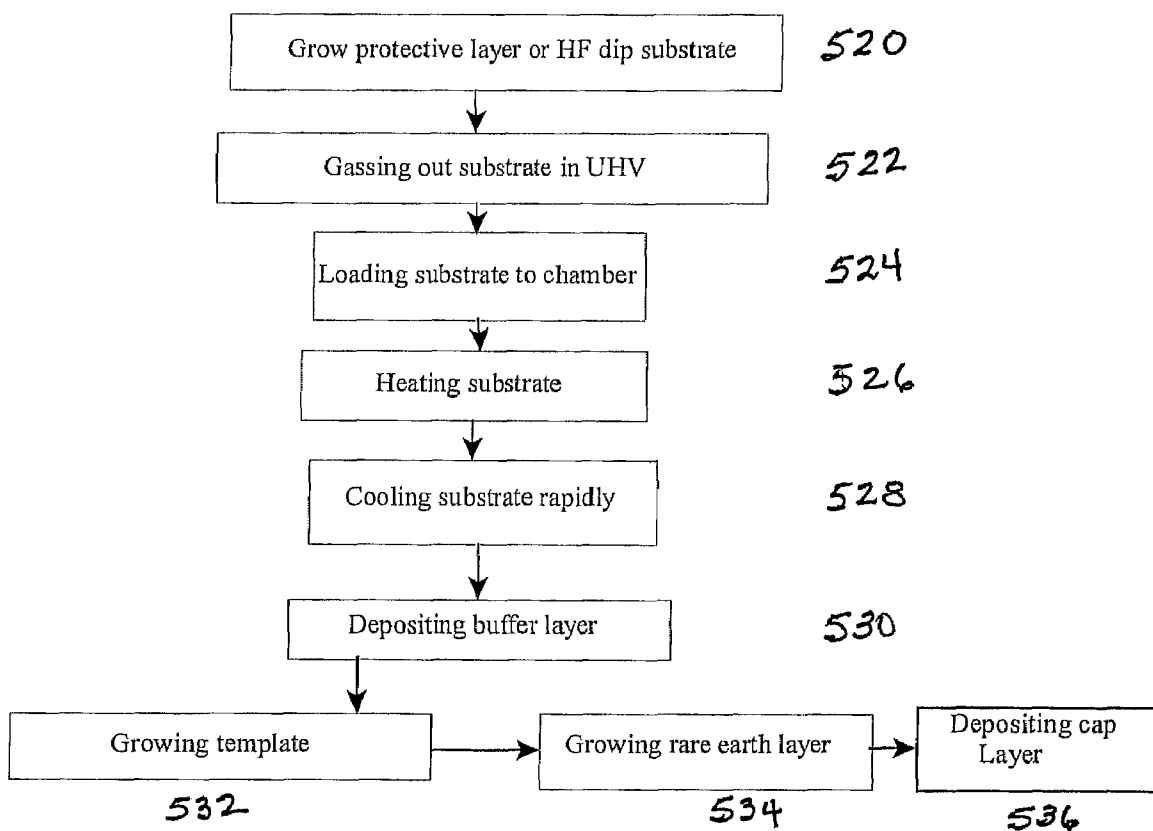 Grow protective layer or HF dip substrate
520
Gassing out substrate in UHV
522
Loading substrate to chamber
524
Heating substrate
526
Cooling substrate rapidly
528
Depositing buffer layer
530
Growing template
532
Growing rare earth layer
534
Depositing cap
Layer
536